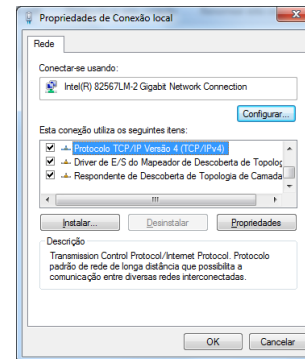 Propriedades de Conexão local
Rede
Conectar-se usando:
Intel(R) 82567LM-2 Gigabit Network Connection
Configurar...
Esta conexão utiliza os seguintes itens:
Protocolo TCP/IP Versão 4 (TCP/IPv4)
Driver de E/S do Mapeador de Descoberta de Topolog
Respondente de Descoberta de Topologia de Camada
Instalar...
Desinstalar
Propriedades
Descrição
Transmission Control Protocol/Internet Protocol. Protocolo
padrão de rede de longa distância que possibilita a
comunicação entre diversas redes interconectadas.
OK
Cancelar